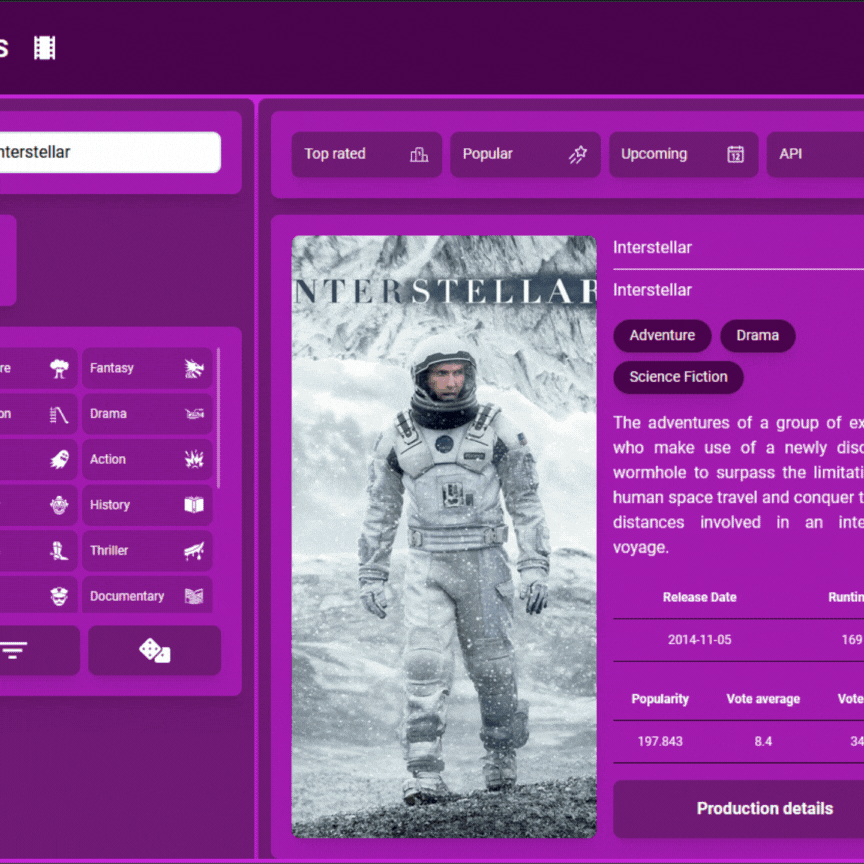 S
nterstellar
Top rated
Popular
Upcoming
12
API
re
Fantasy
on
Drama
Action
History
Thriller
Documentary
NTERSTELLAR
Interstellar
Interstellar
Adventure
Drama
Science Fiction
The adventures of a group of ex
who make use of a newly disc
wormhole to surpass the limitati
human space travel and conquer t
distances involved in an inte
voyage.
Release Date
Runtin
2014-11-05
169
Popularity
Vote average
Vote
197.843
8.4
34
Production details